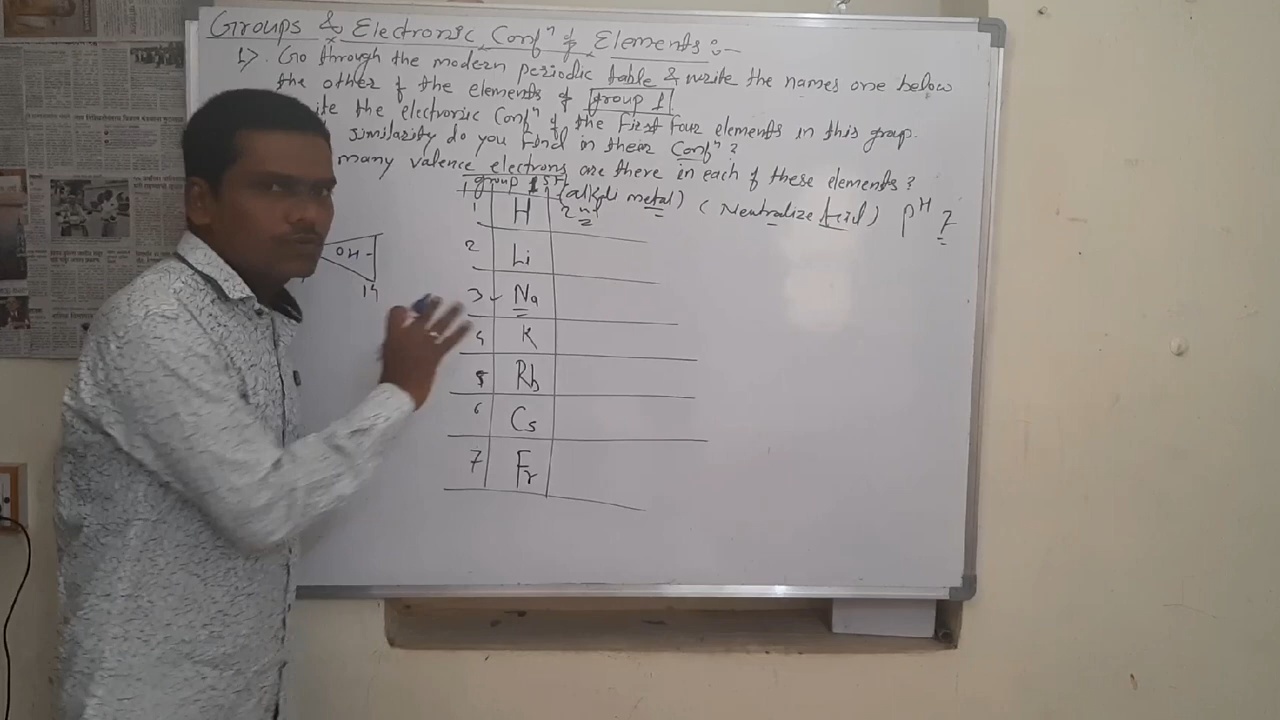 Groups & Electronic Confⁿ of Elements :-
1) Go through the modern periodic table & write the names one below
the other of the elements of group 1
the electronic Confⁿ of the first four elements in this group.
similarity do you find in their Confⁿ ?
many valence electrons are there in each of these elements ?
group 1 (alkali metal) (Neutralize Acid) pH 7
1 H 2n²
2 Li
OH-
14
3 Na
4 K
5 Rb
6 Cs
7 Fr